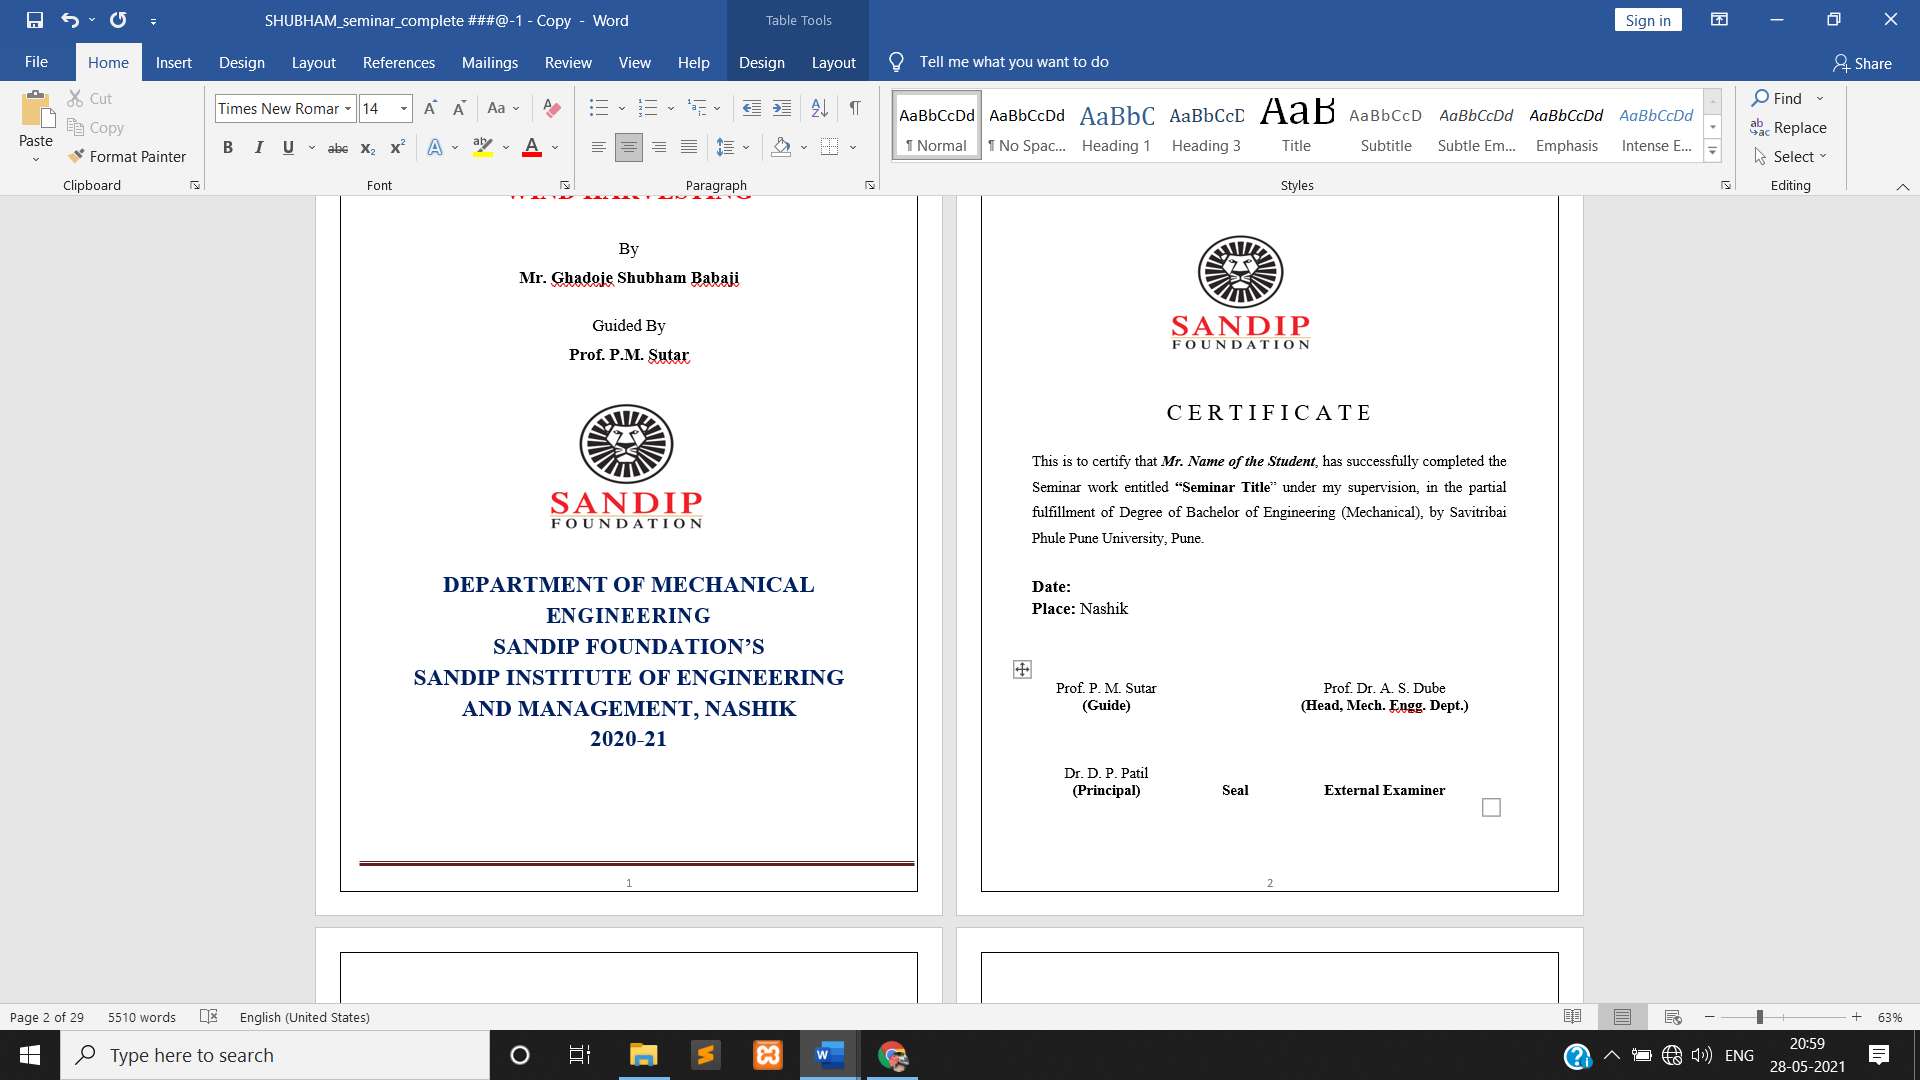 SHUBHAM_seminar_complete ###@-1 - Copy - Word
Table Tools
Sign in
File
Home
Insert
Design
Layout
References
Mailings
Review
View
Help
Design
Layout
Tell me what you want to do
Share
Paste
Cut
Copy
Format Painter
Clipboard
Times New Romar
14
Aa
B I U abc x₂ x²
Font
Paragraph
AaBbCcDd
¶ Normal
AaBbCcDd
¶ No Spac...
AaBbC
Heading 1
AaBbCcD
Heading 3
AaB
Title
AaBbCcD
Subtitle
AaBbCcDd
Subtle Em...
AaBbCcDd
Emphasis
AaBbCcDd
Intense E...
Styles
Find
Replace
Select
Editing
WIND HARVESTING
By
Mr. Ghadoje Shubham Babaji
Guided By
Prof. P.M. Sutar
SANDIP
FOUNDATION
DEPARTMENT OF MECHANICAL
ENGINEERING
SANDIP FOUNDATION’S
SANDIP INSTITUTE OF ENGINEERING
AND MANAGEMENT, NASHIK
2020-21
1
SANDIP
FOUNDATION
C E R T I F I C A T E
This is to certify that Mr. Name of the Student, has successfully completed the
Seminar work entitled “Seminar Title” under my supervision, in the partial
fulfillment of Degree of Bachelor of Engineering (Mechanical), by Savitribai
Phule Pune University, Pune.
Date:
Place: Nashik
Prof. P. M. Sutar
(Guide)
Prof. Dr. A. S. Dube
(Head, Mech. Engg. Dept.)
Dr. D. P. Patil
(Principal)
Seal
External Examiner
2
Page 2 of 29
5510 words
English (United States)
63%
Type here to search
ENG
20:59
28-05-2021